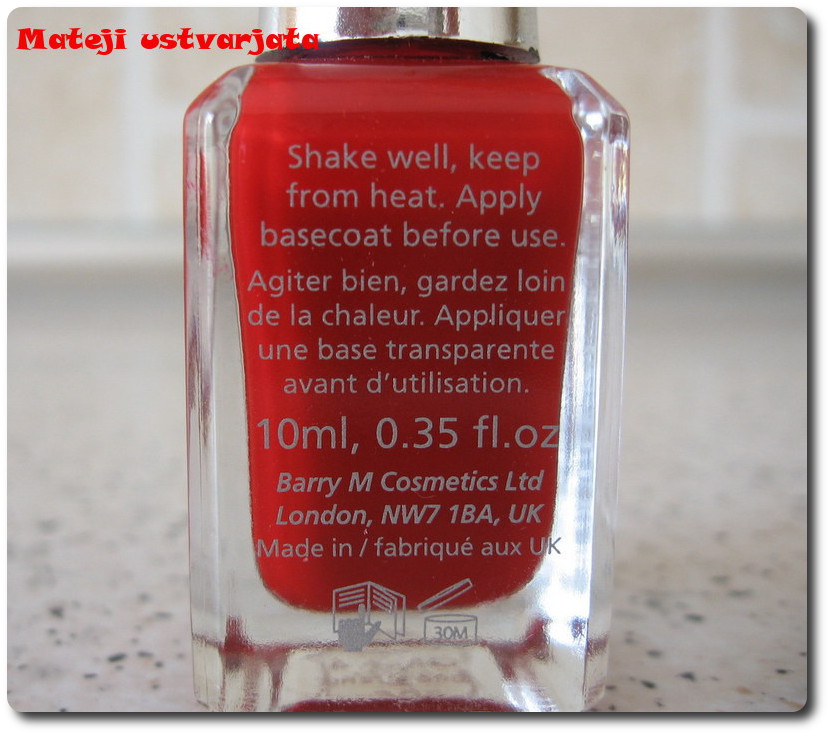 Mateji ustvarjata
Shake well, keep
from heat. Apply
basecoat before use.
Agiter bien, gardez loin
de la chaleur. Appliquer
une base transparente
avant d'utilisation.
10ml, 0.35 fl.oz
Barry M Cosmetics Ltd
London, NW7 1BA, UK
Made in / fabriqué aux UK
30M